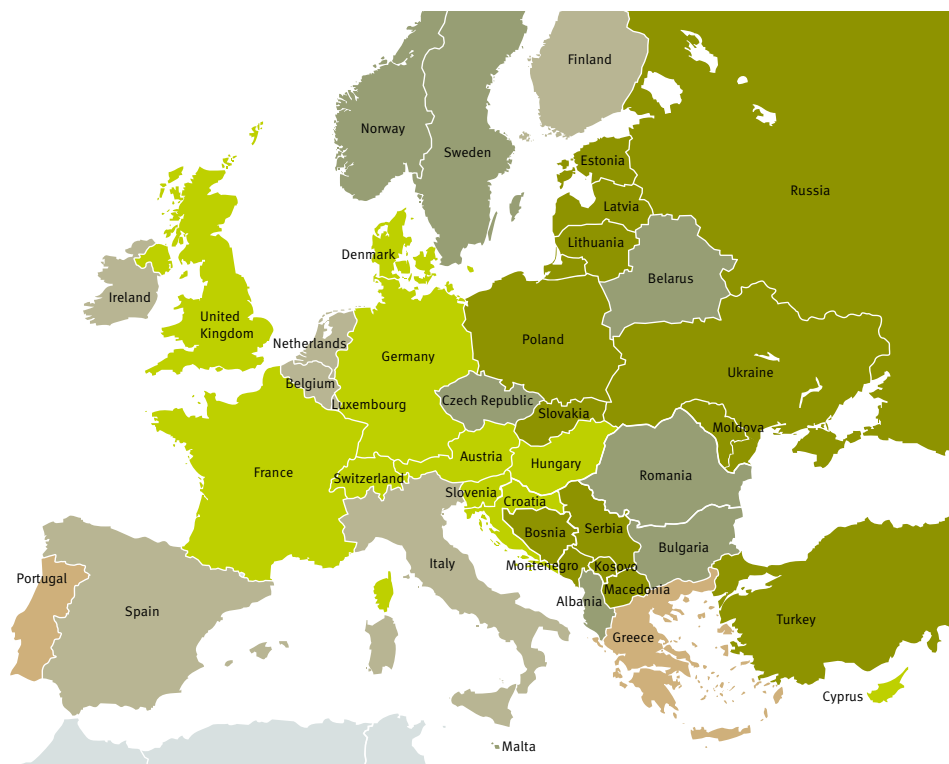 Finland
Norway
Sweden
Estonia
Russia
Latvia
Lithuania
Denmark
Belarus
Ireland
United
Kingdom
Netherlands
Poland
Germany
Ukraine
Belgium
Czech Republic
Luxembourg
Slovakia
Moldova
Austria
Hungary
France
Switzerland
Romania
Slovenia
Croatia
Serbia
Bosnia
Bulgaria
Italy
Montenegro
Kosovo
Portugal
Macedonia
Albania
Spain
Turkey
Greece
Cyprus
Malta